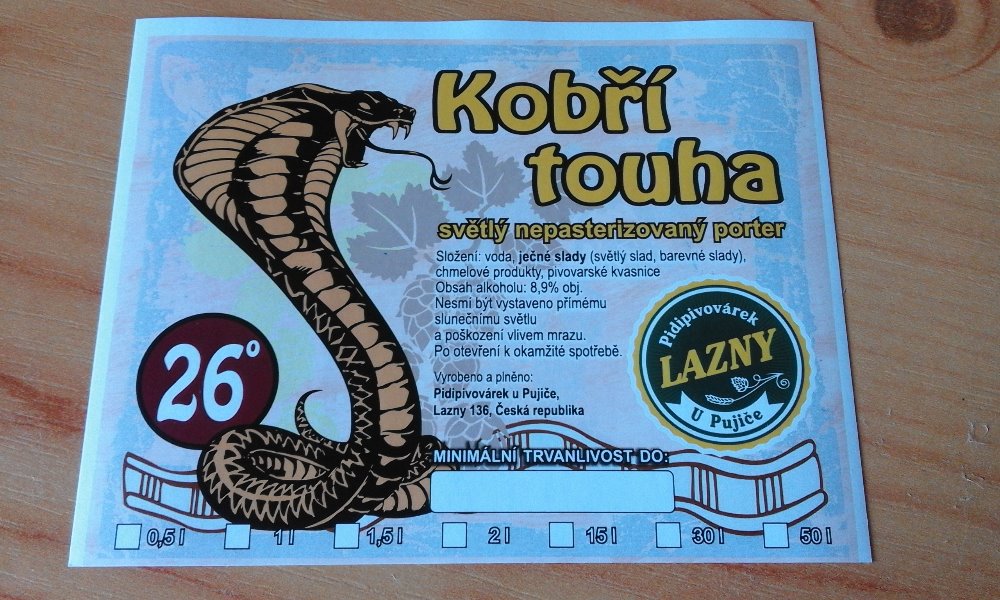 Kobří
touha
světlý nepasterizovaný porter
Složení: voda, ječné slady (světlý slad, barevné slady),
chmelové produkty, pivovarské kvasnice
Obsah alkoholu: 8,9% obj.
Nesmí být vystaveno přímému
slunečnímu světlu
a poškození vlivem mrazu.
Po otevření k okamžité spotřebě.
Vyrobeno a plněno:
Pidipivovárek u Pujiče,
Lazny 136, Česká republika
26°
Pidipivovárek
LAZNY
U Pujiče
MINIMÁLNÍ TRVANLIVOST DO:
0,5 l 1 l 1,5 l 2 l 15 l 30 l 50 l